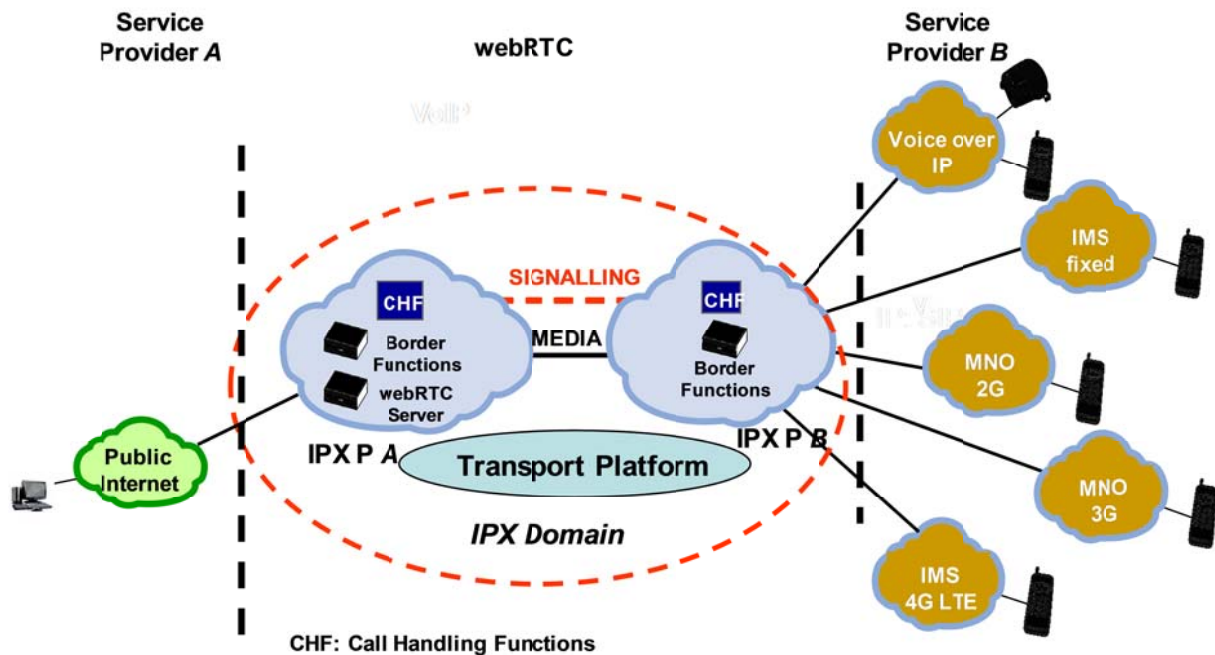 Service
Provider A
webRTC
Service
Provider B
VoIP
Voice over
IP
IMS
fixed
SIGNALLING
CHF
CHF
MEDIA
Border
Functions
webRTC
Server
Border
Functions
MNO
2G
IPX P A
IPX P B
Transport Platform
Public
Internet
MNO
3G
IPX Domain
IMS
4G LTE
CHF: Call Handling Functions